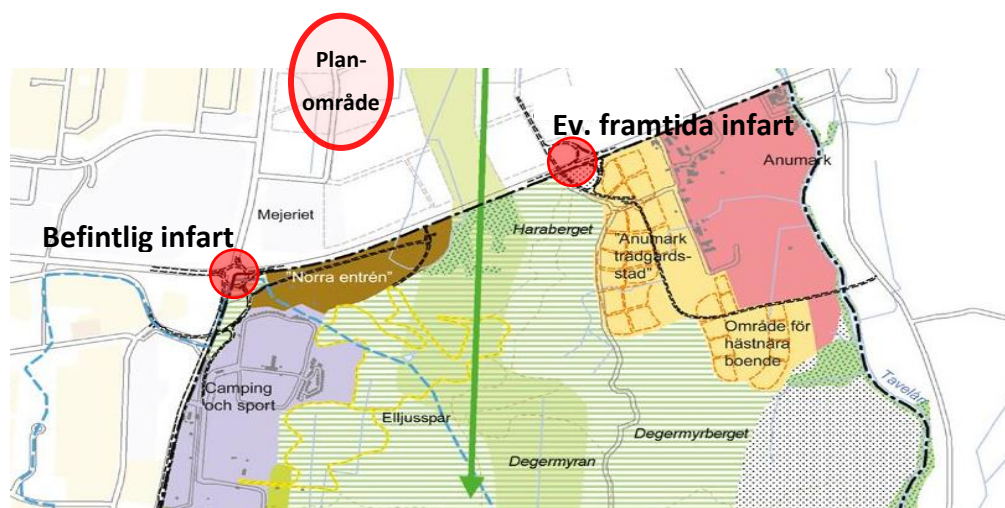 Plan-
område
Ev. framtida infart
Anumark
Mejeriet
Haraberget
Befintlig infart
"Anumark
trädgårds-
stad"
"Norra entrén"
Område för
hästnära
boende
Camping
och sport
Elljusspår
Tavelån
Degermyrberget
Degermyran